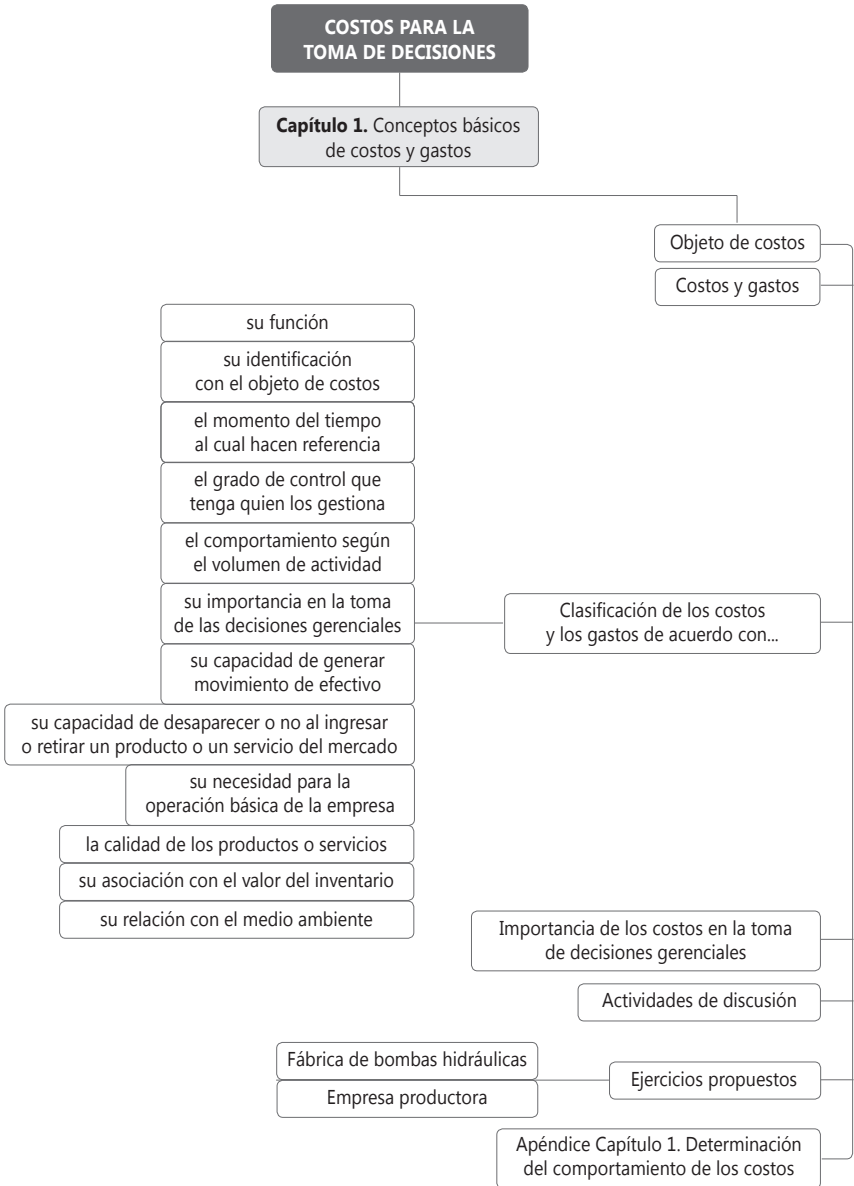 COSTOS PARA LA
TOMA DE DECISIONES
Capítulo 1. Conceptos básicos
de costos y gastos
Objeto de costos
Costos y gastos
su función
su identificación
con el objeto de costos
el momento del tiempo
al cual hacen referencia
el grado de control que
tenga quien los gestiona
el comportamiento según
el volumen de actividad
su importancia en la toma
de las decisiones gerenciales
su capacidad de generar
movimiento de efectivo
su capacidad de desaparecer o no al ingresar
o retirar un producto o un servicio del mercado
su necesidad para la
operación básica de la empresa
la calidad de los productos o servicios
su asociación con el valor del inventario
su relación con el medio ambiente
Clasificación de los costos
y los gastos de acuerdo con...
Importancia de los costos en la toma
de decisiones gerenciales
Actividades de discusión
Fábrica de bombas hidráulicas
Empresa productora
Ejercicios propuestos
Apéndice Capítulo 1. Determinación
del comportamiento de los costos